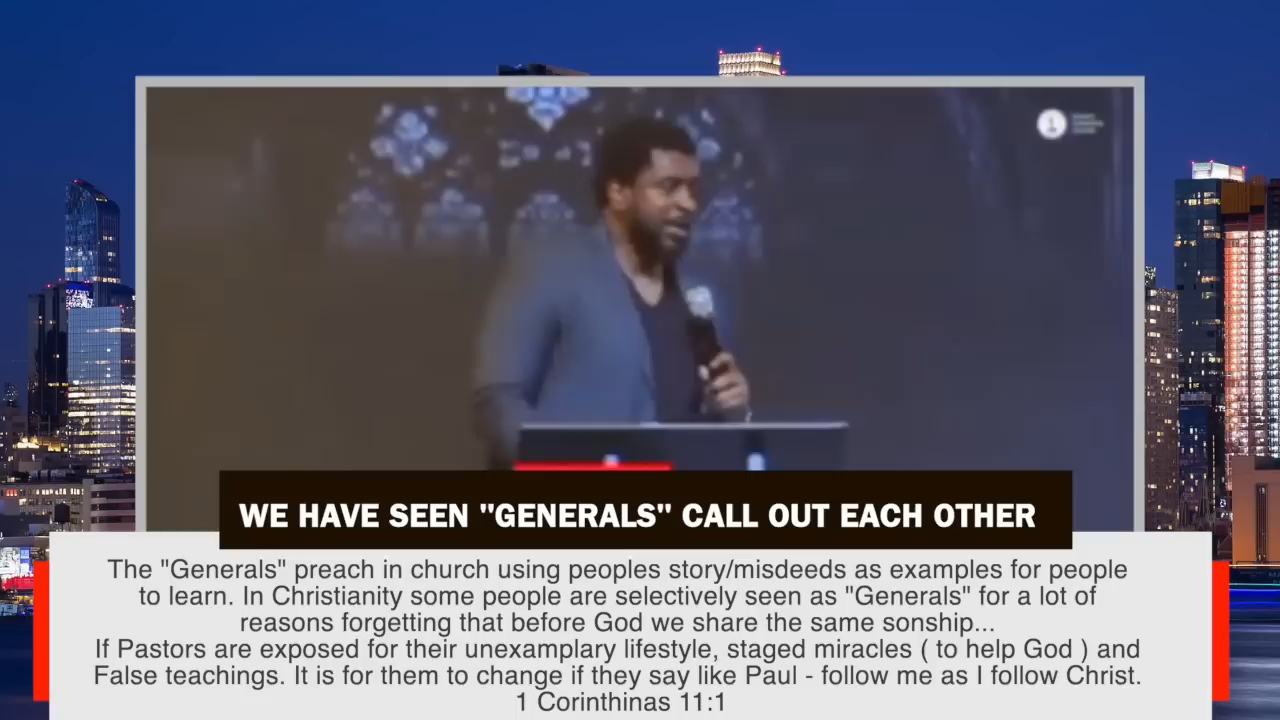 WE HAVE SEEN "GENERALS" CALL OUT EACH OTHER
The "Generals" preach in church using peoples story/misdeeds as examples for people
to learn. In Christianity some people are selectively seen as "Generals" for a lot of
reasons forgetting that before God we share the same sonship...
If Pastors are exposed for their unexamplary lifestyle, staged miracles ( to help God ) and
False teachings. It is for them to change if they say like Paul - follow me as I follow Christ.
1 Corinthinas 11:1